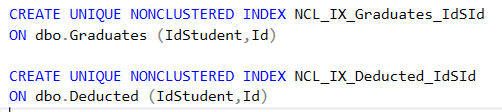 CREATE UNIQUE NONCLUSTERED INDEX NCL_IX_Graduates_IdSId
ON dbo.Graduates (IdStudent,Id)
CREATE UNIQUE NONCLUSTERED INDEX NCL_IX_Deducted_IdSId
ON dbo.Deducted (IdStudent,Id)